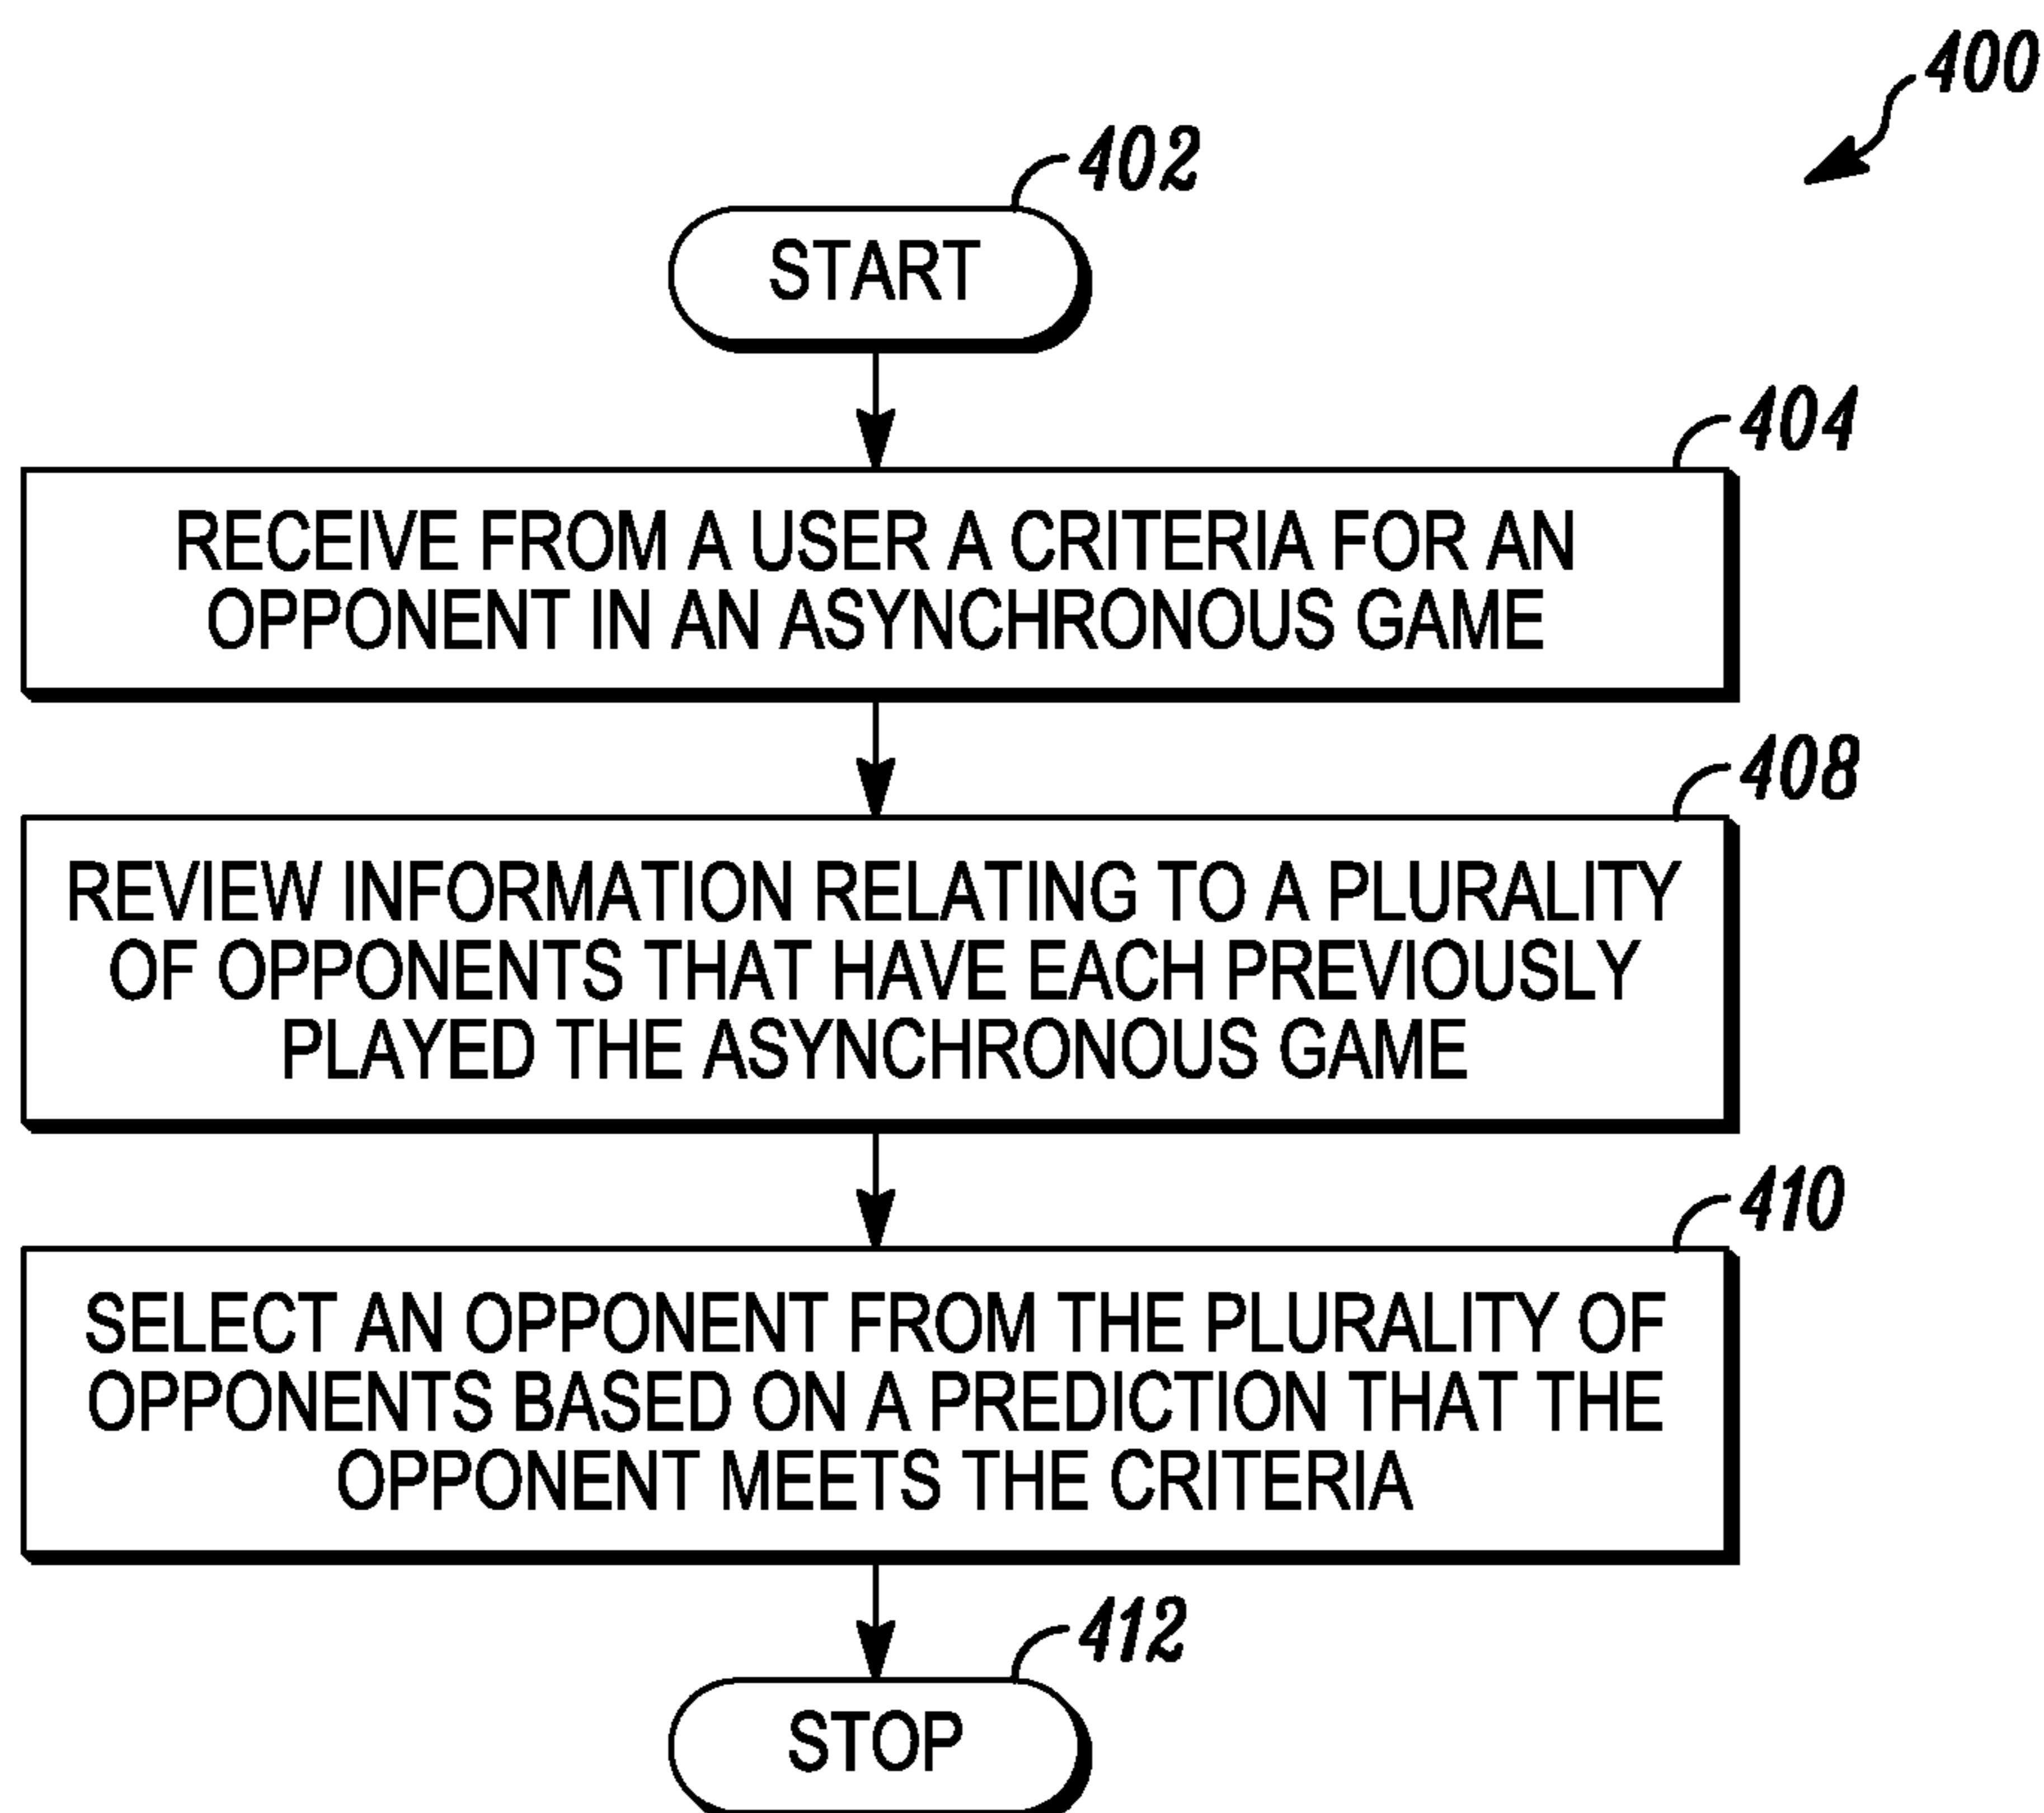 400
402
START
404
RECEIVE FROM A USER A CRITERIA FOR AN
OPPONENT IN AN ASYNCHRONOUS GAME
408
REVIEW INFORMATION RELATING TO A PLURALITY
OF OPPONENTS THAT HAVE EACH PREVIOUSLY
PLAYED THE ASYNCHRONOUS GAME
410
SELECT AN OPPONENT FROM THE PLURALITY OF
OPPONENTS BASED ON A PREDICTION THAT THE
OPPONENT MEETS THE CRITERIA
412
STOP